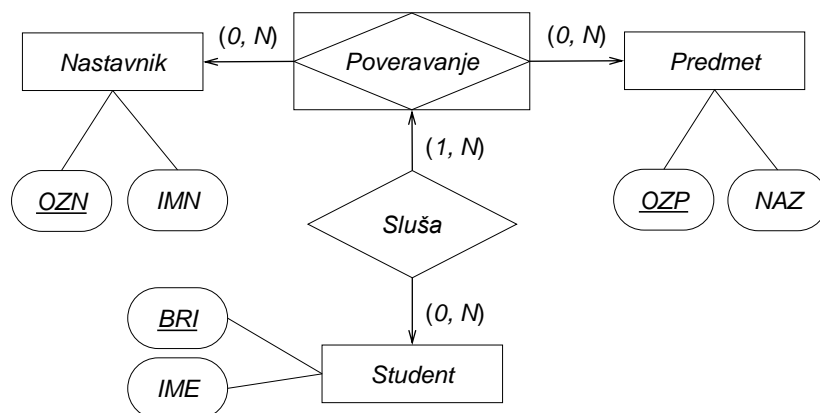 (0, N)
(0, N)
Nastavnik
Poveravanje
Predmet
(1, N)
OZN
IMN
OZP
NAZ
Sluša
BRI
(0, N)
IME
Student